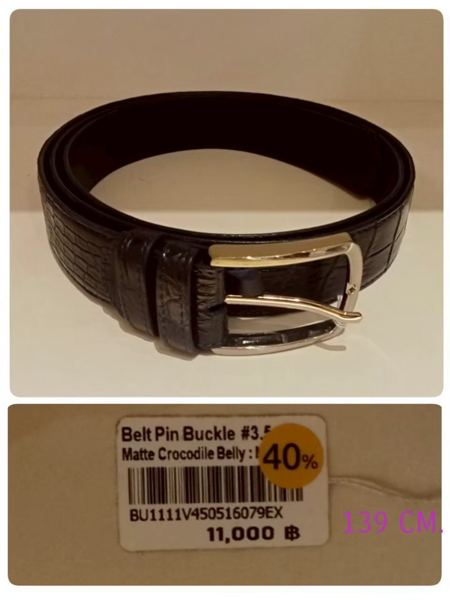 Belt Pin Buckle #3.5
Matte Crocodile Belly :
40%
BU1111V450516079EX
11,000 ฿
139 CM.